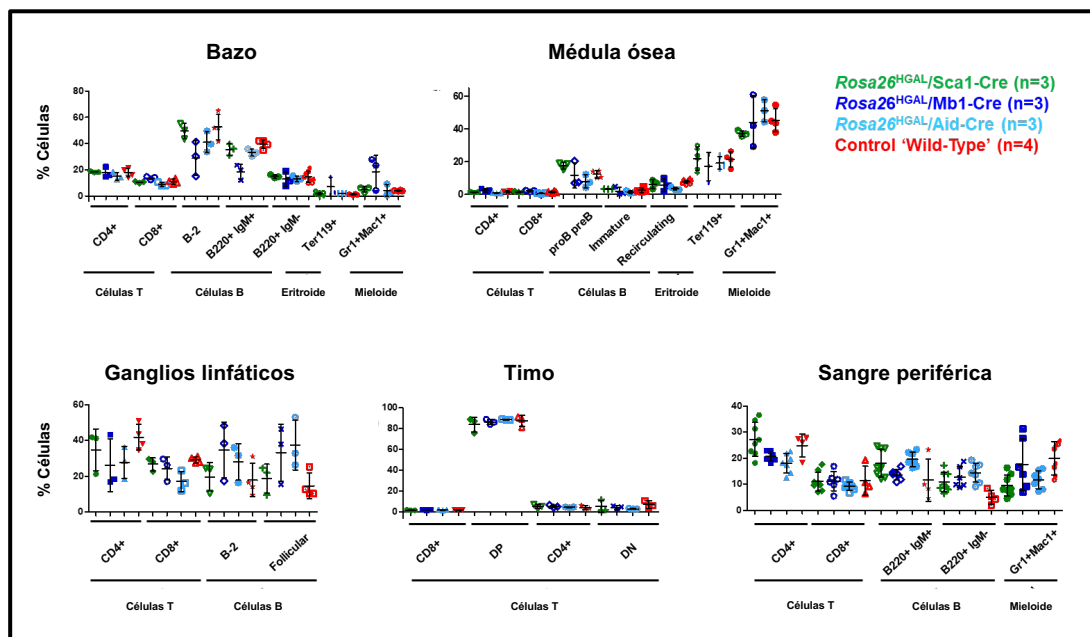 Bazo
Médula ósea
Rosa26HGAL/Sca1-Cre (n=3)
Rosa26HGAL/Mb1-Cre (n=3)
Rosa26HGAL/Aid-Cre (n=3)
Control ‘Wild-Type’ (n=4)
% Células
80
60
40
20
0
CD4+
CD8+
B-2
B220+ IgM+
B220+ IgM-
Ter119+
Gr1+Mac1+
Células T
Células B
Eritroide
Mieloide
80
60
40
20
0
CD4+
CD8+
proB preB
Immature
Recirculating
Ter119+
Gr1+Mac1+
Células T
Células B
Eritroide
Mieloide
Ganglios linfáticos
Timo
Sangre periférica
% Células
60
40
20
0
CD4+
CD8+
B-2
Follicular
Células T
Células B
100
80
60
40
20
0
CD8+
DP
CD4+
DN
Células T
40
30
20
10
0
CD4+
CD8+
B220+ IgM+
B220+ IgM-
Gr1+Mac1+
Células T
Células B
Mieloide